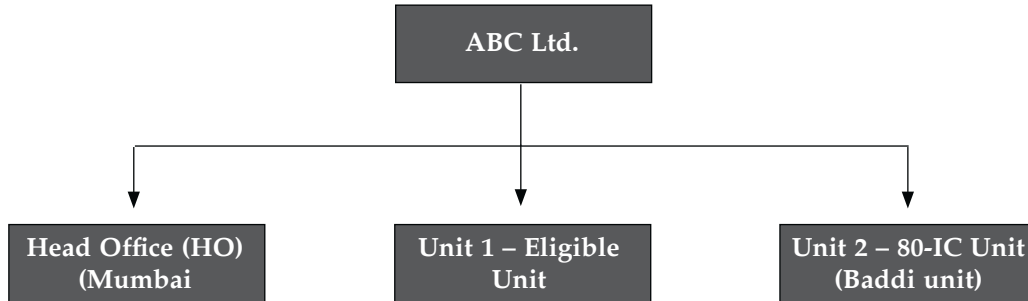 ABC Ltd.
Head Office (HO)
(Mumbai
Unit 1 – Eligible
Unit
Unit 2 – 80-IC Unit
(Baddi unit)